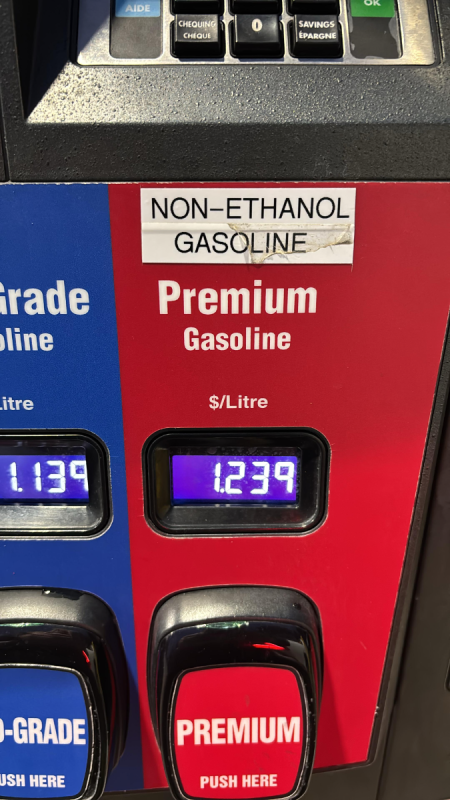 AIDE
CHEQUING
CHÈQUE
0
SAVINGS
ÉPARGNE
OK
NON-ETHANOL
GASOLINE
Grade
oline
Litre
1.139
Premium
Gasoline
$/Litre
1.239
D-GRADE
USH HERE
PREMIUM
PUSH HERE